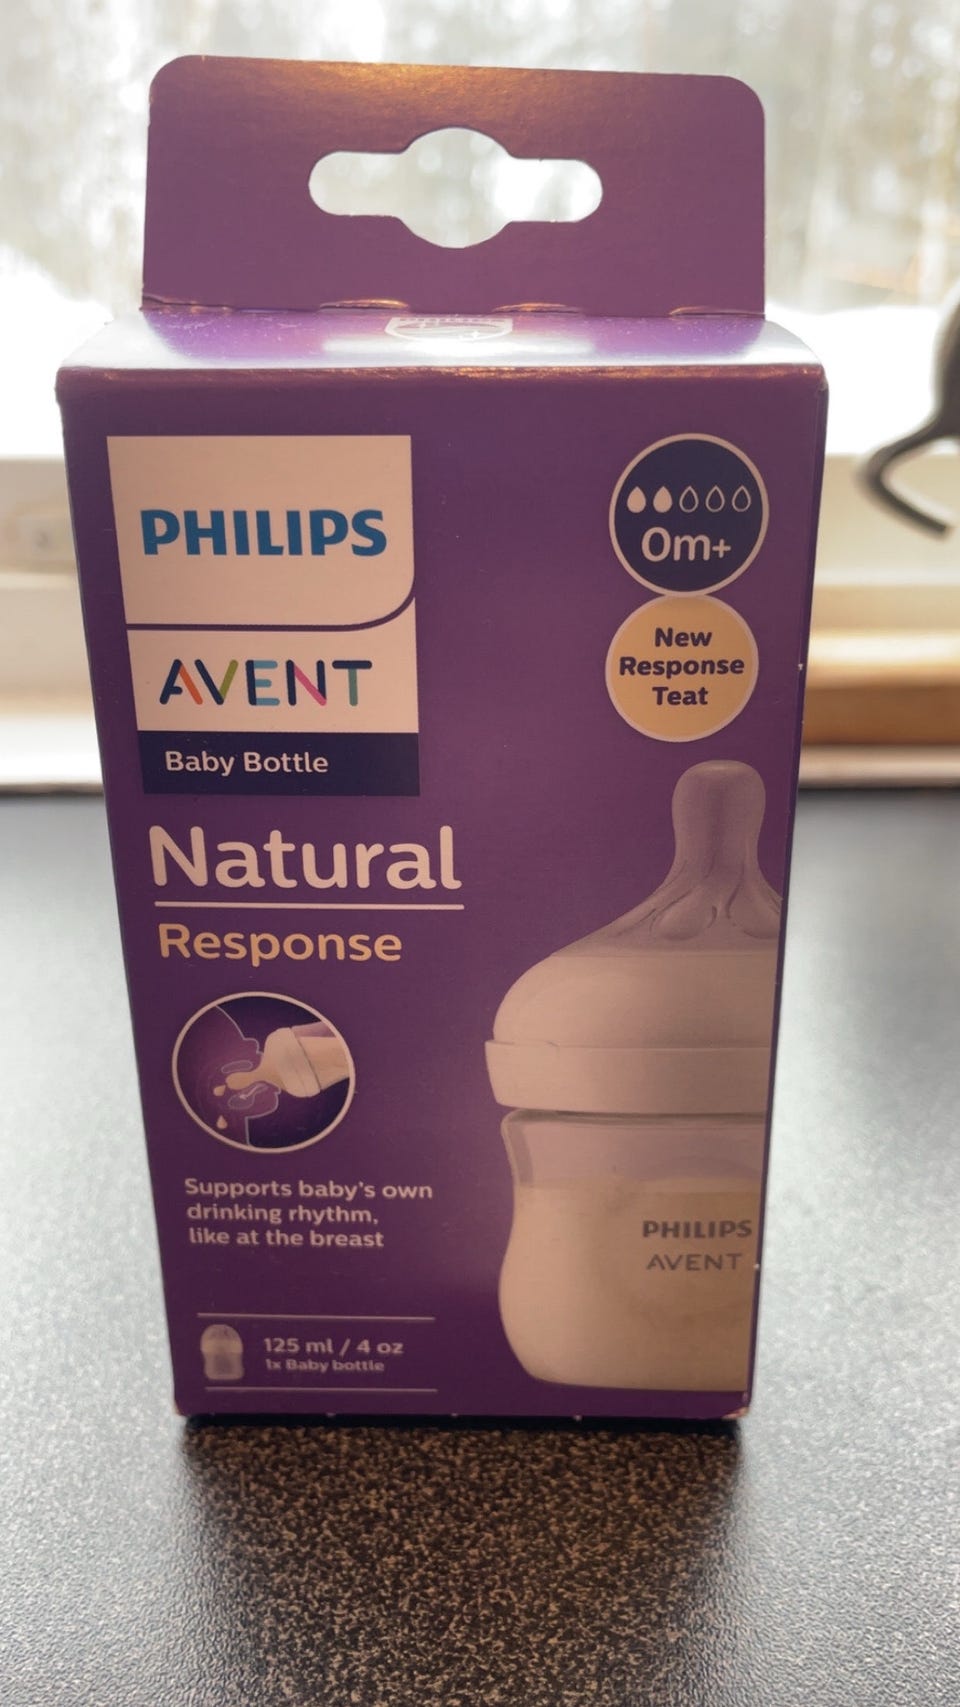 PHILIPS
AVENT
Baby Bottle
0m+
New
Response
Teat
Natural
Response
Supports baby's own
drinking rhythm,
like at the breast
125 ml / 4 oz
1x Baby bottle
PHILIPS
AVENT